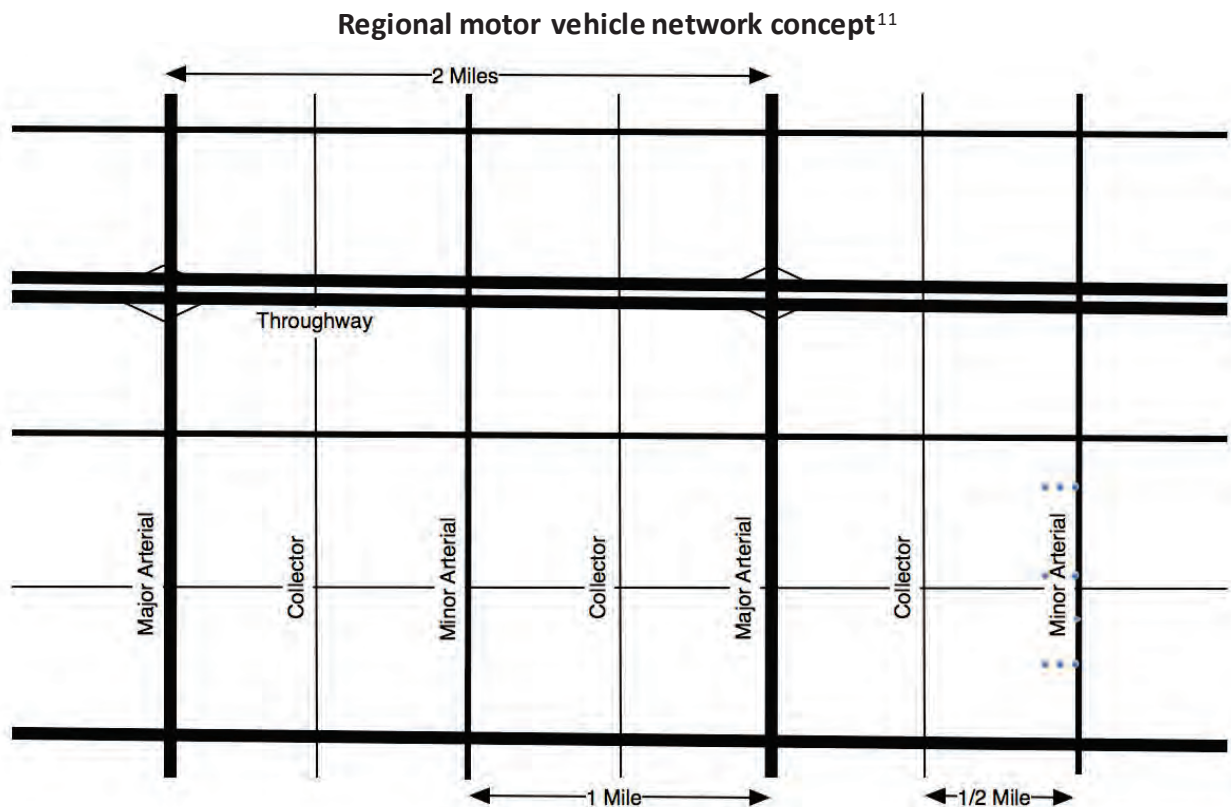 Regional motor vehicle network concept11
2 Miles
Throughway
Major Arterial
Collector
Minor Arterial
Collector
Major Arterial
Collector
Minor Arterial
1 Mile
1/2 Mile